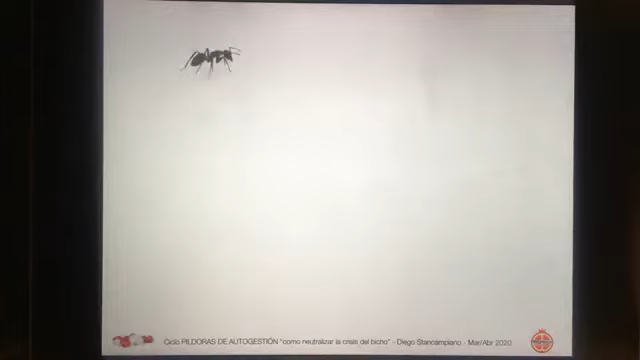 Ciclo PILDORAS DE AUTOGESTIÓN "como neutralizar la crisis del bicho" - Diego Stancampiano - Mar/Abr 2020